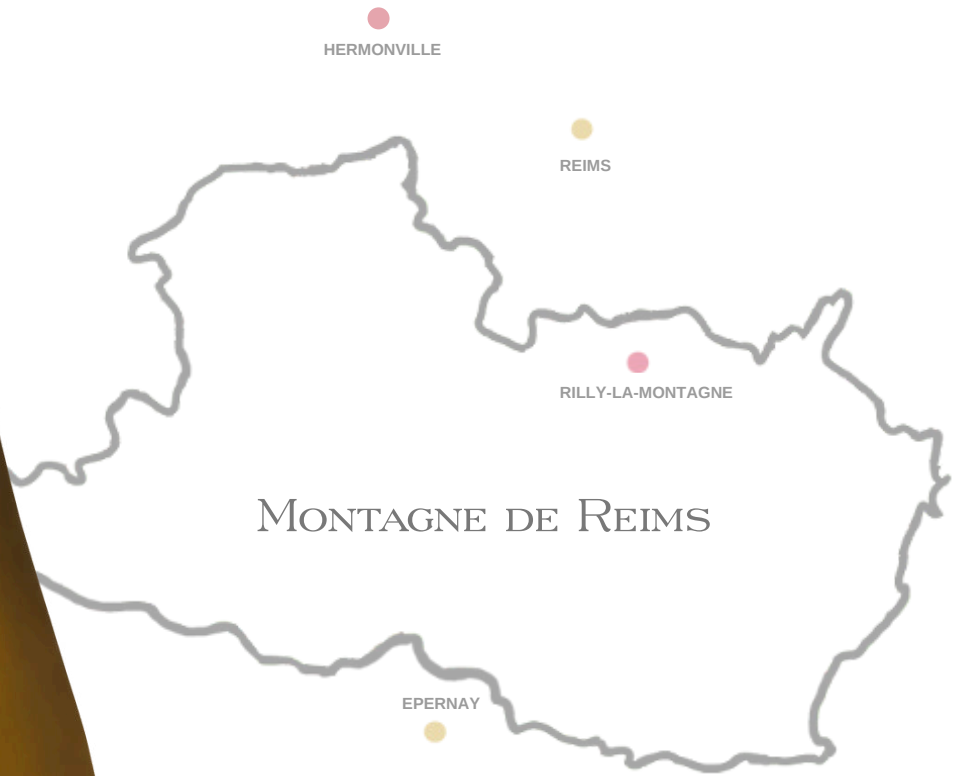 HERMONVILLE
REIMS
RILLY-LA-MONTAGNE
Montagne de Reims
EPERNAY